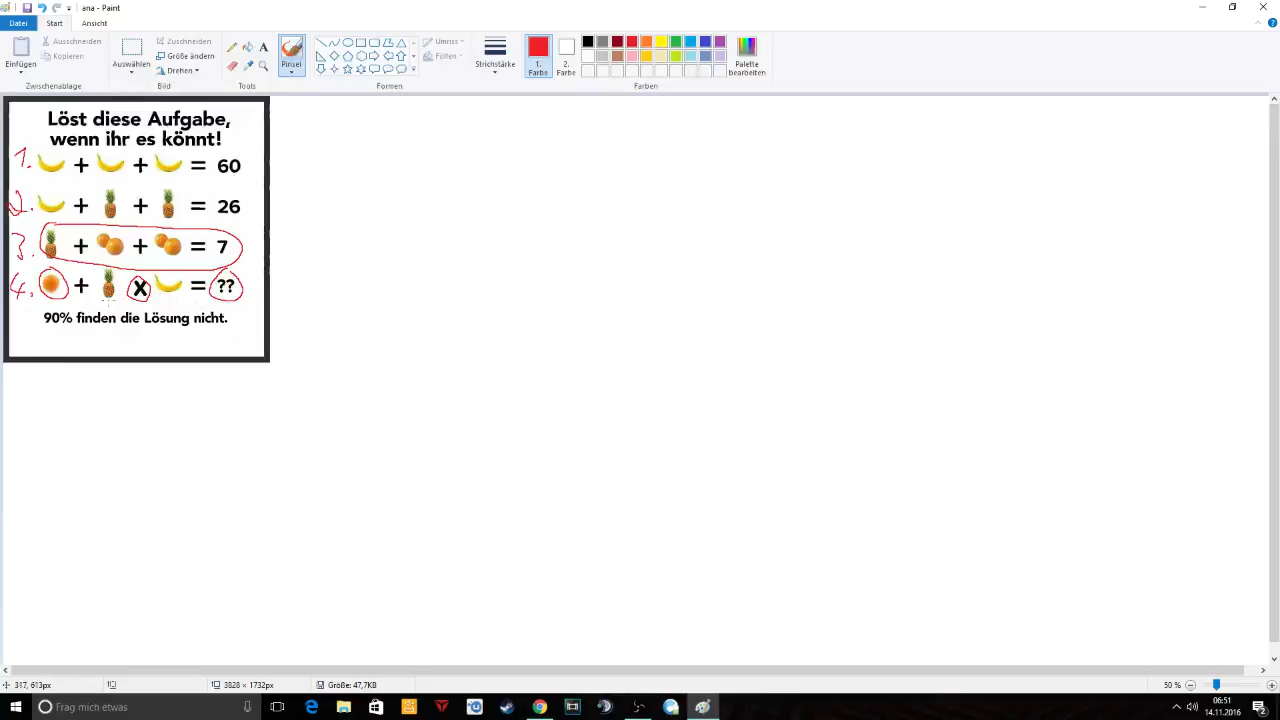 ana - Paint
Datei Start Ansicht
Einfügen
Ausschneiden
Kopieren
Zwischenablage
Auswählen
Zuschneiden
Größe ändern
Drehen
Bild
A
Tools
Pinsel
Formen
Umriss
Füllen
Strichstärke
1. Farbe
2. Farbe
Palette bearbeiten
Farben
Löst diese Aufgabe,
wenn ihr es könnt!
1. + + = 60
2. + + = 26
3. + + = 7
4. + X = ??
90% finden die Lösung nicht.
317, 613px
3828 × 1732px
Größe: 47,7KB
50 %
Frag mich etwas
06:51
14.11.2016
2